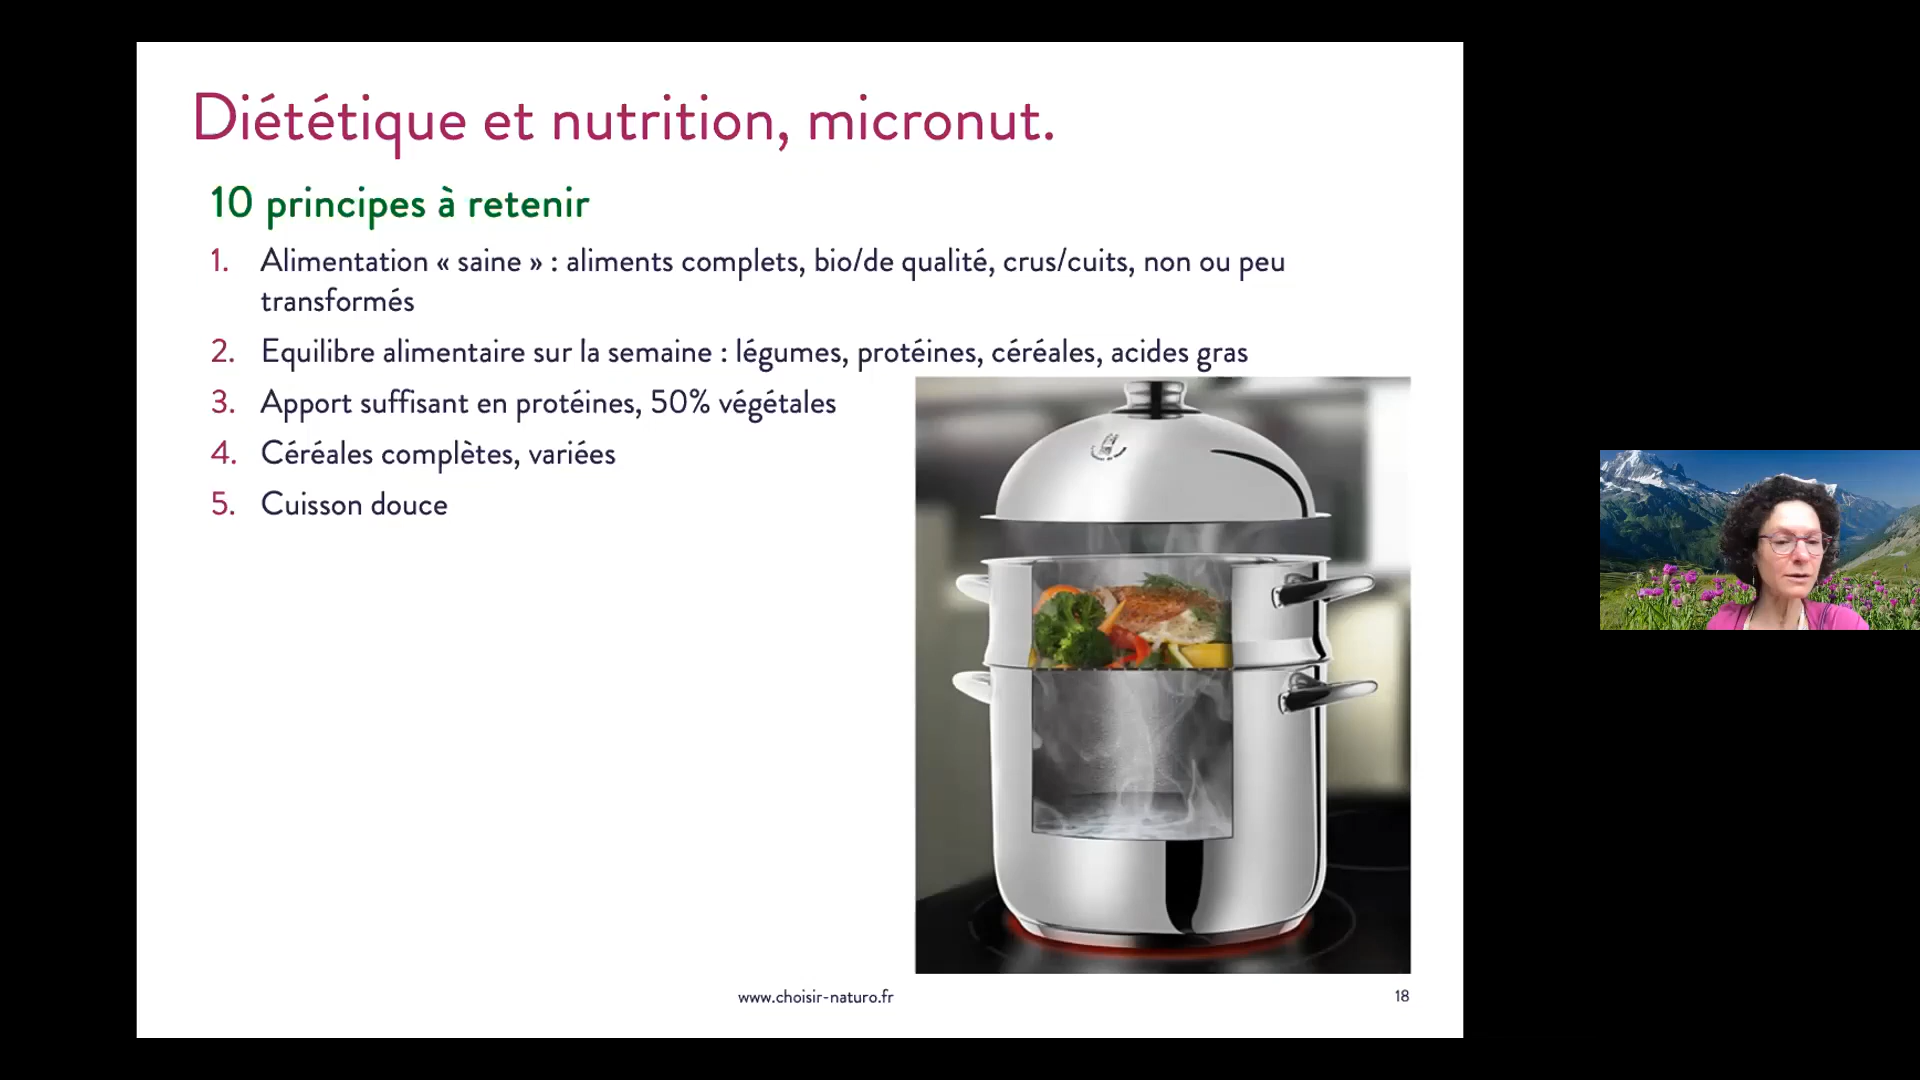 Diététique et nutrition, micronut.
10 principes à retenir
1. Alimentation « saine » : aliments complets, bio/de qualité, crus/cuits, non ou peu
transformés
2. Equilibre alimentaire sur la semaine : légumes, protéines, céréales, acides gras
3. Apport suffisant en protéines, 50% végétales
4. Céréales complètes, variées
5. Cuisson douce
www.choisir-naturo.fr
18